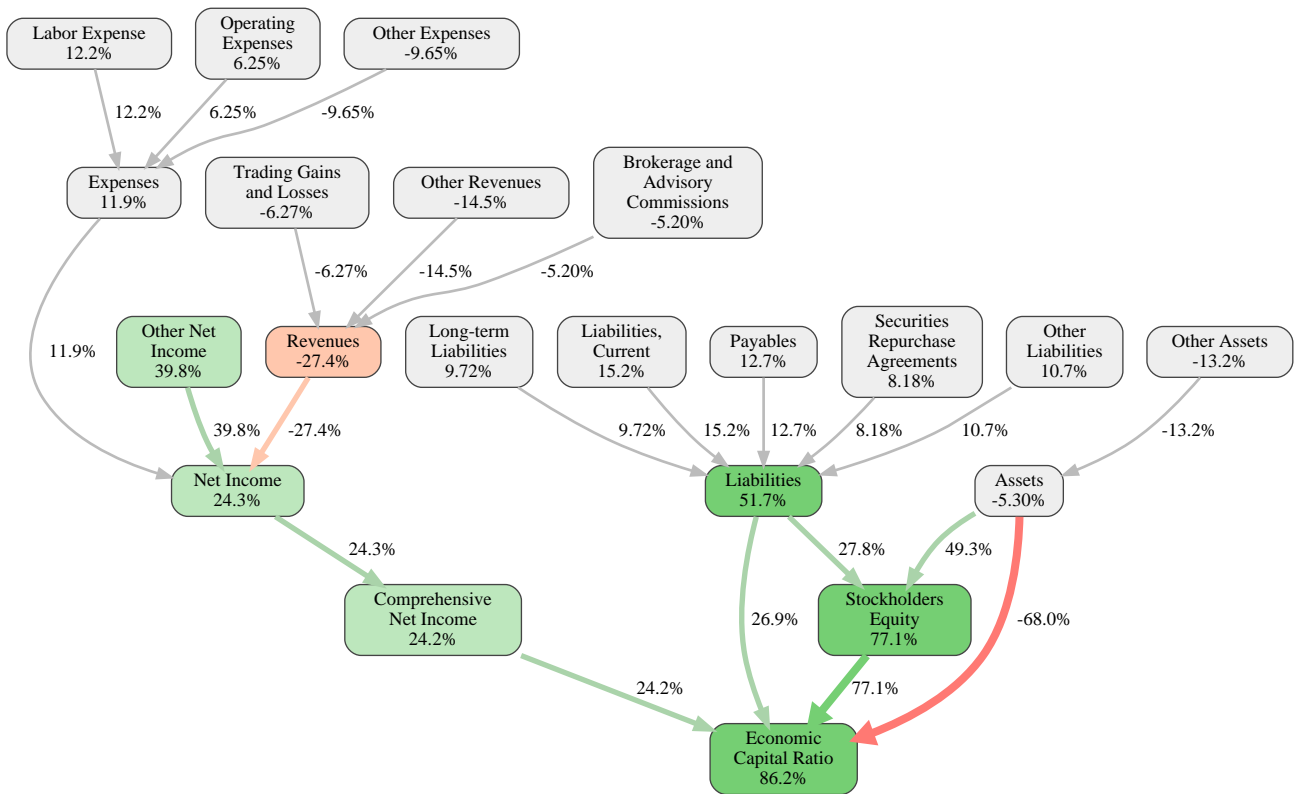 Labor Expense
12.2%
Operating
Expenses
6.25%
Other Expenses
-9.65%
12.2%
6.25%
-9.65%
Expenses
11.9%
Trading Gains
and Losses
-6.27%
Other Revenues
-14.5%
Brokerage and
Advisory
Commissions
-5.20%
-6.27%
-14.5%
-5.20%
11.9%
Other Net
Income
39.8%
Revenues
-27.4%
Long-term
Liabilities
9.72%
Liabilities,
Current
15.2%
Payables
12.7%
Securities
Repurchase
Agreements
8.18%
Other
Liabilities
10.7%
Other Assets
-13.2%
39.8%
-27.4%
9.72%
15.2%
12.7%
8.18%
10.7%
-13.2%
Net Income
24.3%
Liabilities
51.7%
Assets
-5.30%
24.3%
27.8%
49.3%
Comprehensive
Net Income
24.2%
26.9%
Stockholders
Equity
77.1%
-68.0%
24.2%
77.1%
Economic
Capital Ratio
86.2%